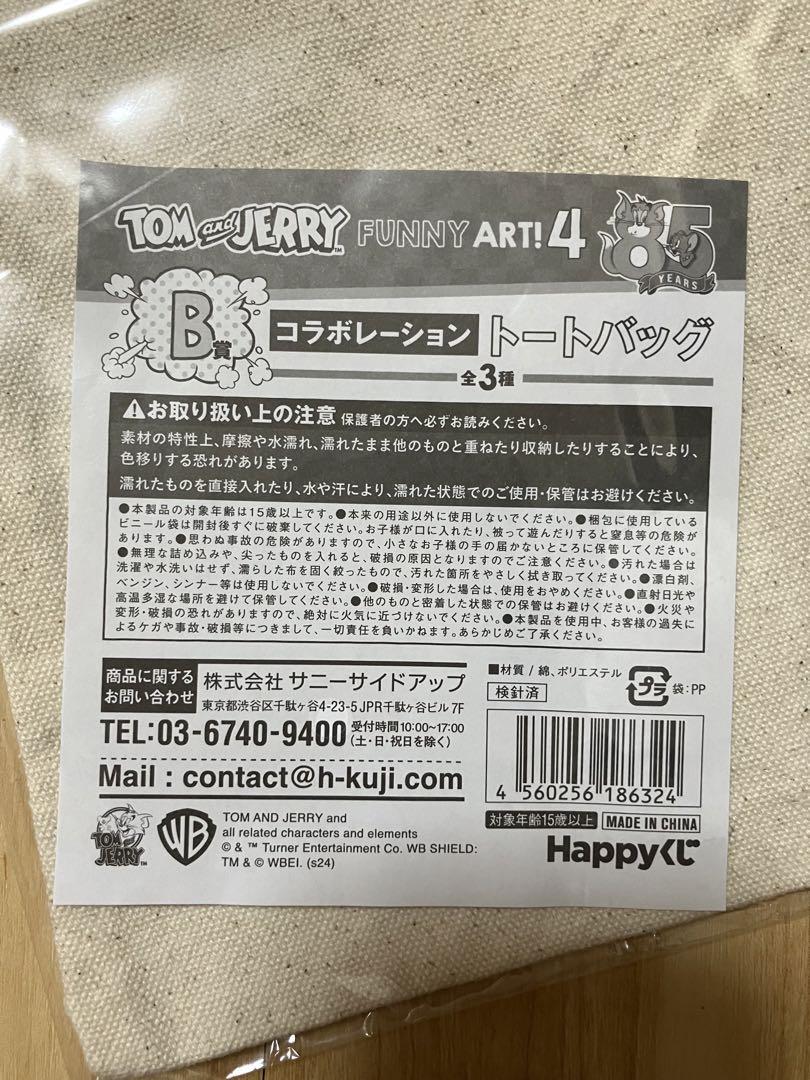 TOM and JERRY™ FUNNY ART! 4 85 YEARS
B賞
コラボレーション トートバッグ
全3種
⚠お取り扱い上の注意 保護者の方へ必ずお読みください。
素材の特性上、摩擦や水濡れ、濡れたまま他のものと重ねたり収納したりすることにより、
色移りする恐れがあります。
濡れたものを直接入れたり、水や汗により、濡れた状態でのご使用・保管はお避けください。
●本製品の対象年齢は15歳以上です。●本来の用途以外に使用しないでください。●梱包に使用している
ビニール袋は開封後すぐに破棄してください。お子様が口に入れたり、被って遊んだりすると窒息等の危険が
あります。●思わぬ事故の危険がありますので、小さなお子様の手の届かないところに保管してください。
●無理な詰め込みや、尖ったものを入れると、破損の原因となりますのでご注意ください。●汚れた場合は
洗濯や水洗いはせず、濡らした布を固く絞ったもので、汚れた箇所をやさしく拭き取ってください。●漂白剤、
ベンジン、シンナー等は使用しないでください。●破損・変形した場合は、使用をおやめください。●直射日光や
高温多湿な場所を避けて保管してください。●他のものと密着した状態での保管はお避けください。●火災や
変形・破損の恐れがありますので、絶対に火気に近づけないでください。●本製品を使用中、お客様の過失に
よるケガや事故・破損等につきまして、一切責任を負いかねます。あらかじめご了承ください。
商品に関する
お問い合わせ
株式会社 サニーサイドアップ
東京都渋谷区千駄ヶ谷4-23-5 JPR千駄ヶ谷ビル 7F
TEL:03-6740-9400 受付時間10:00~17:00
(土・日・祝日を除く)
Mail : contact@h-kuji.com
TOM and JERRY™
WB
TOM AND JERRY and
all related characters and elements
© & ™ Turner Entertainment Co. WB SHIELD:
TM & © WBEI. (s24)
■材質 / 綿、ポリエステル
検針済
プラ 袋:PP
4 560256 186324
対象年齢15歳以上 MADE IN CHINA
Happyくじ